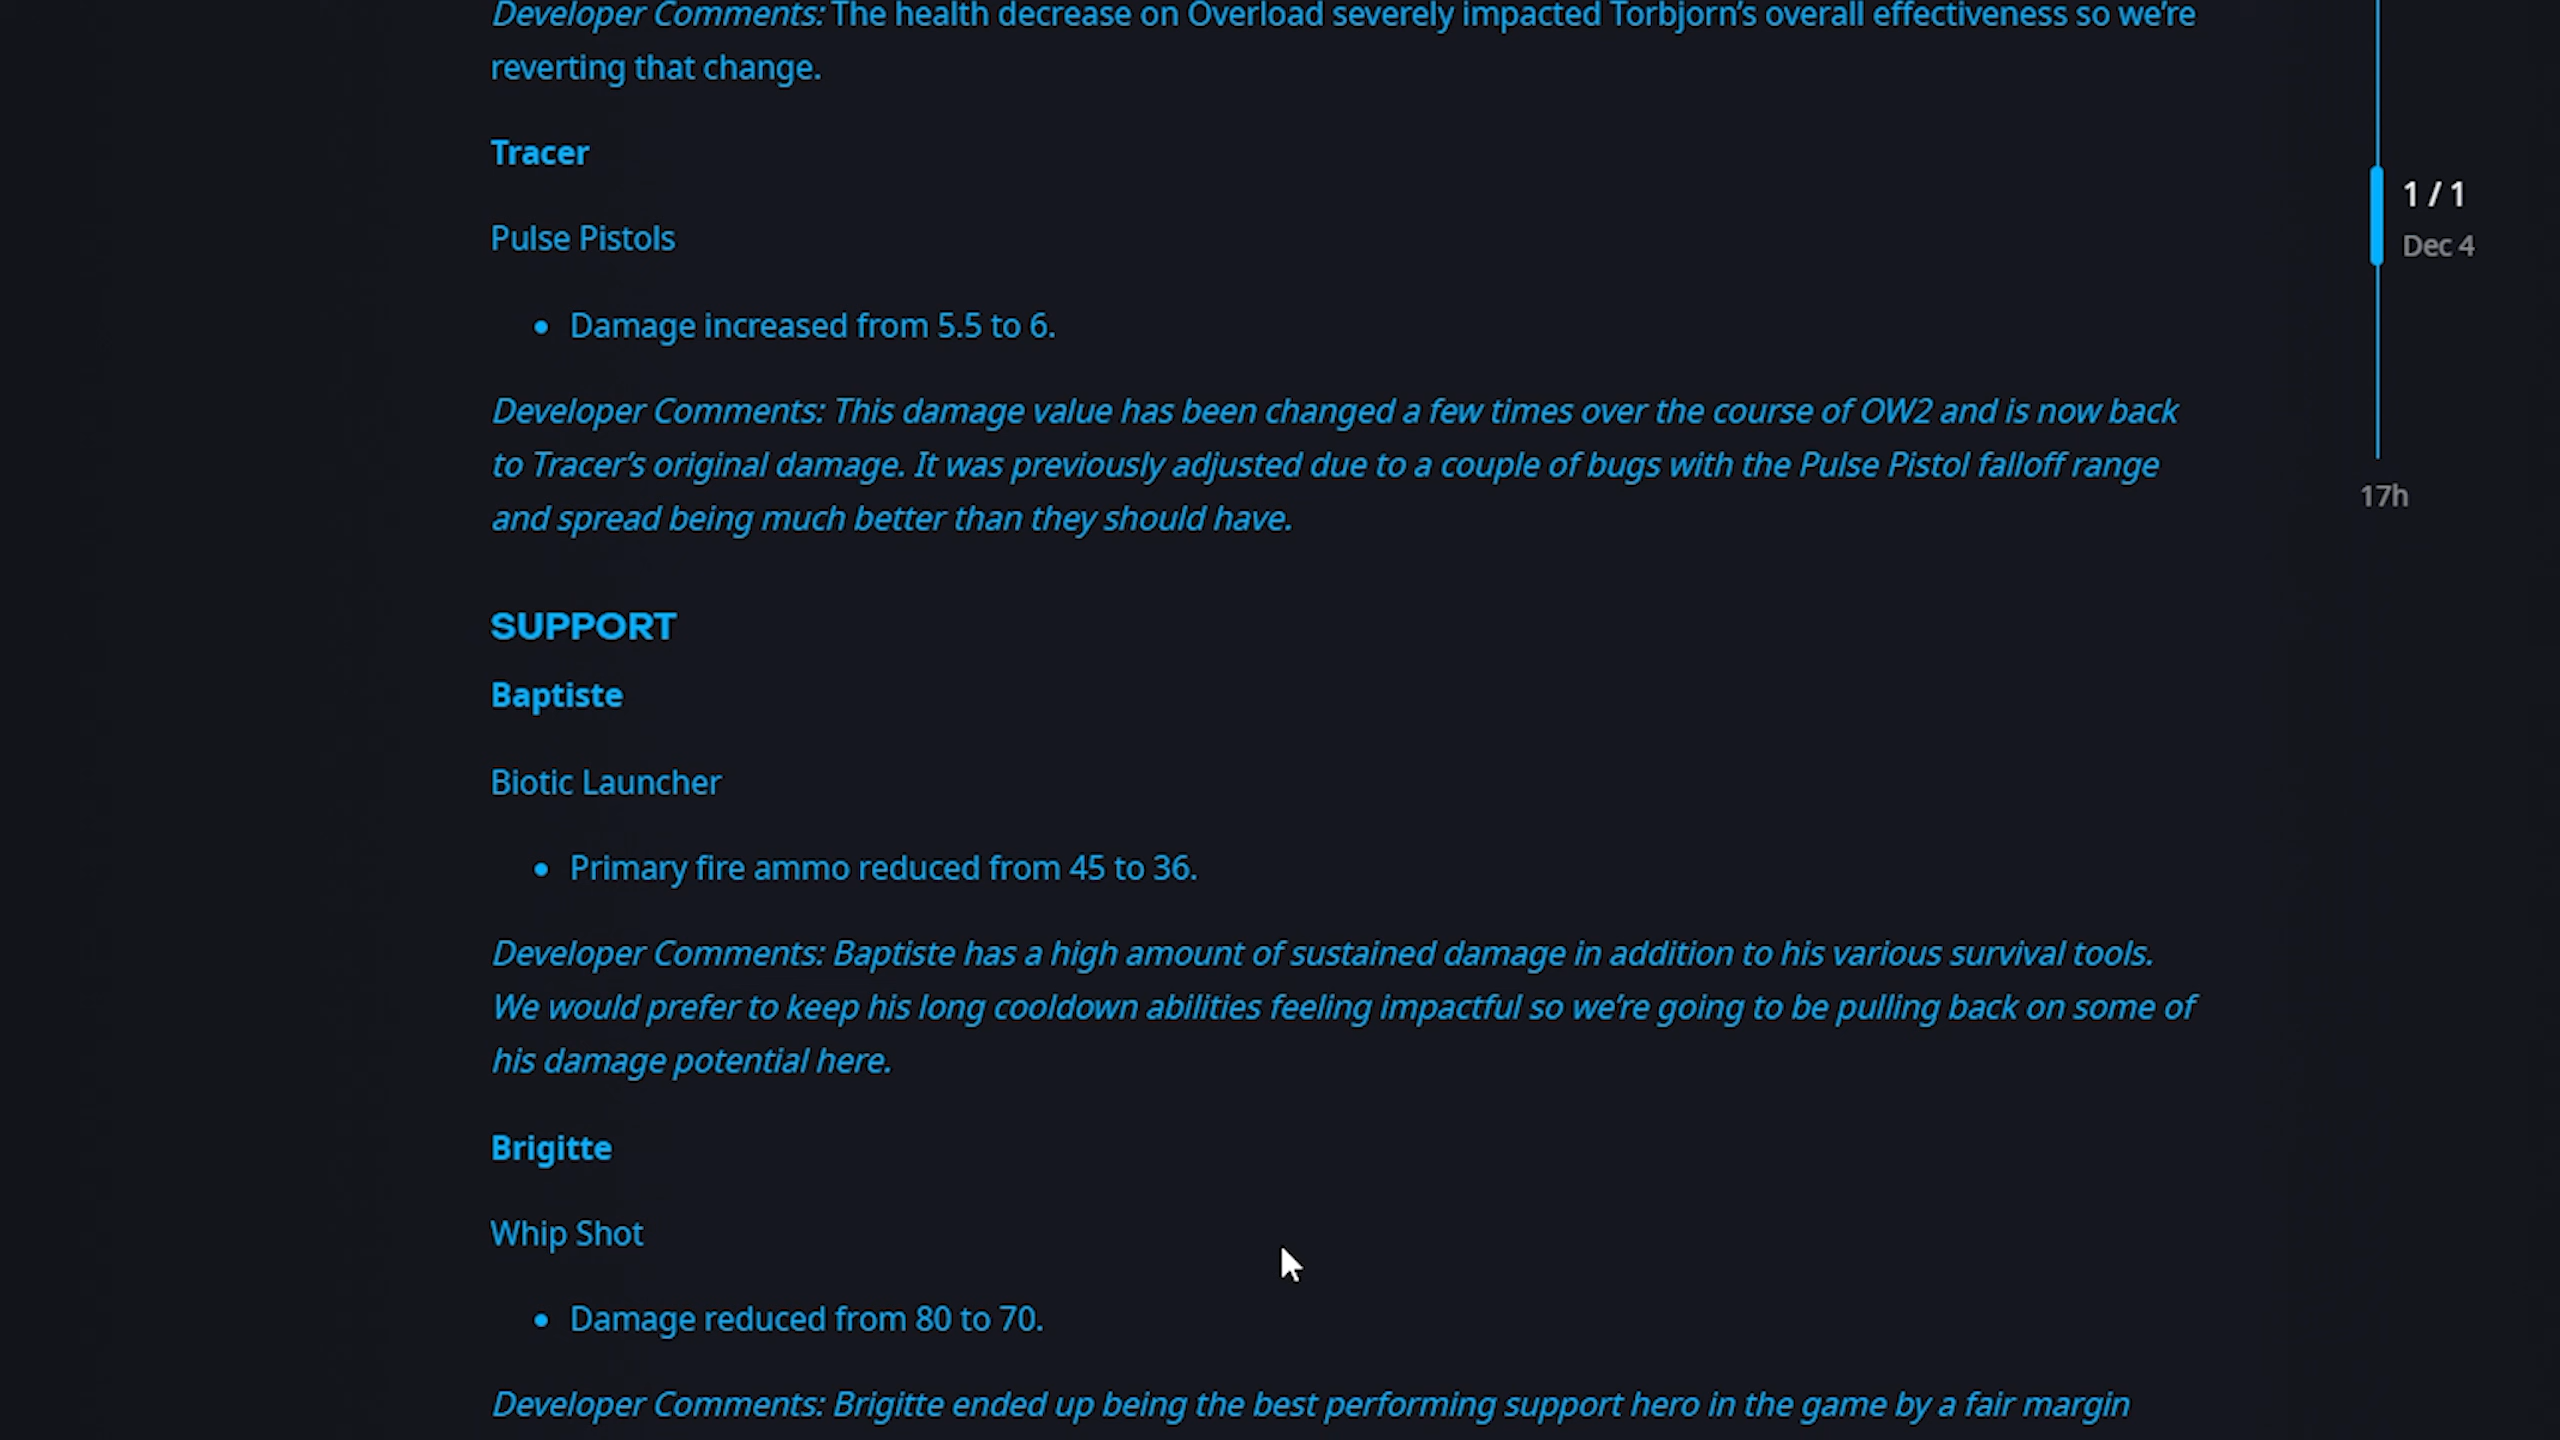 Developer Comments: The health decrease on Overload severely impacted Torbjorn’s overall effectiveness so we’re
reverting that change.
Tracer
Pulse Pistols
• Damage increased from 5.5 to 6.
Developer Comments: This damage value has been changed a few times over the course of OW2 and is now back
to Tracer’s original damage. It was previously adjusted due to a couple of bugs with the Pulse Pistol falloff range
and spread being much better than they should have.
SUPPORT
Baptiste
Biotic Launcher
• Primary fire ammo reduced from 45 to 36.
Developer Comments: Baptiste has a high amount of sustained damage in addition to his various survival tools.
We would prefer to keep his long cooldown abilities feeling impactful so we’re going to be pulling back on some of
his damage potential here.
Brigitte
Whip Shot
• Damage reduced from 80 to 70.
Developer Comments: Brigitte ended up being the best performing support hero in the game by a fair margin
1 / 1
Dec 4
17h